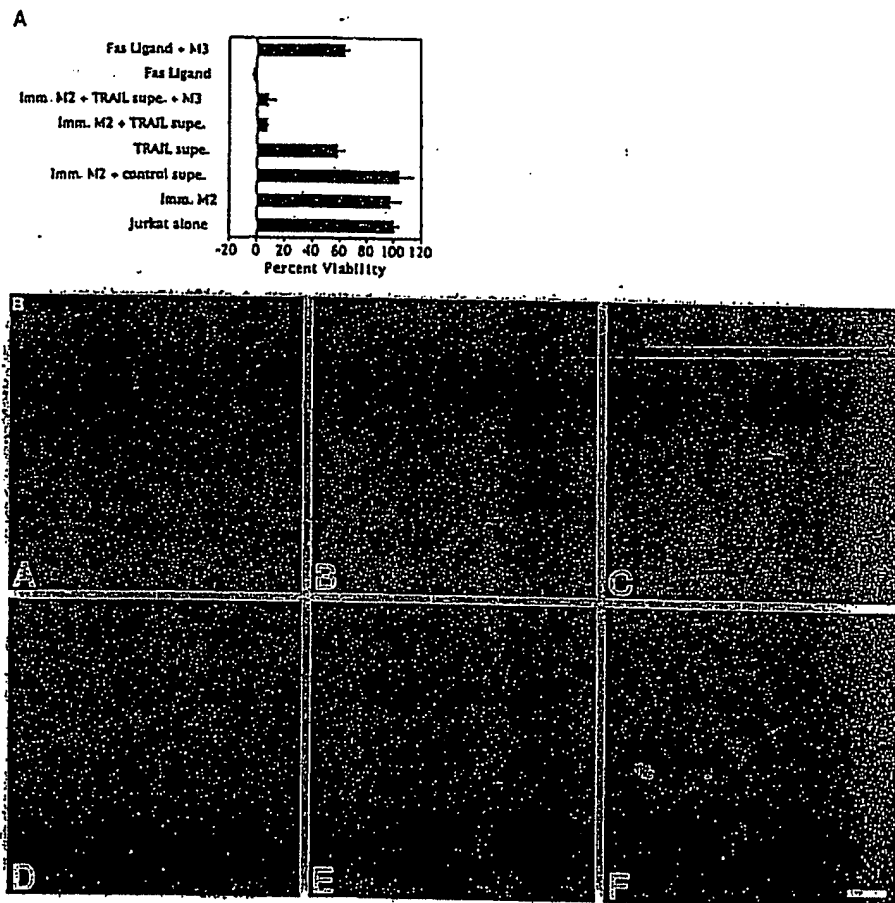 A
Fas Ligand + M3
Fas Ligand
Imm. M2 + TRAIL supe. + M3
Imm. M2 + TRAIL supe.
TRAIL supe.
Imm. M2 + control supe.
Imm. M2
Jurkat alone
-20 0 20 40 60 80 100 120
Percent Viability
B
A B C
D E F